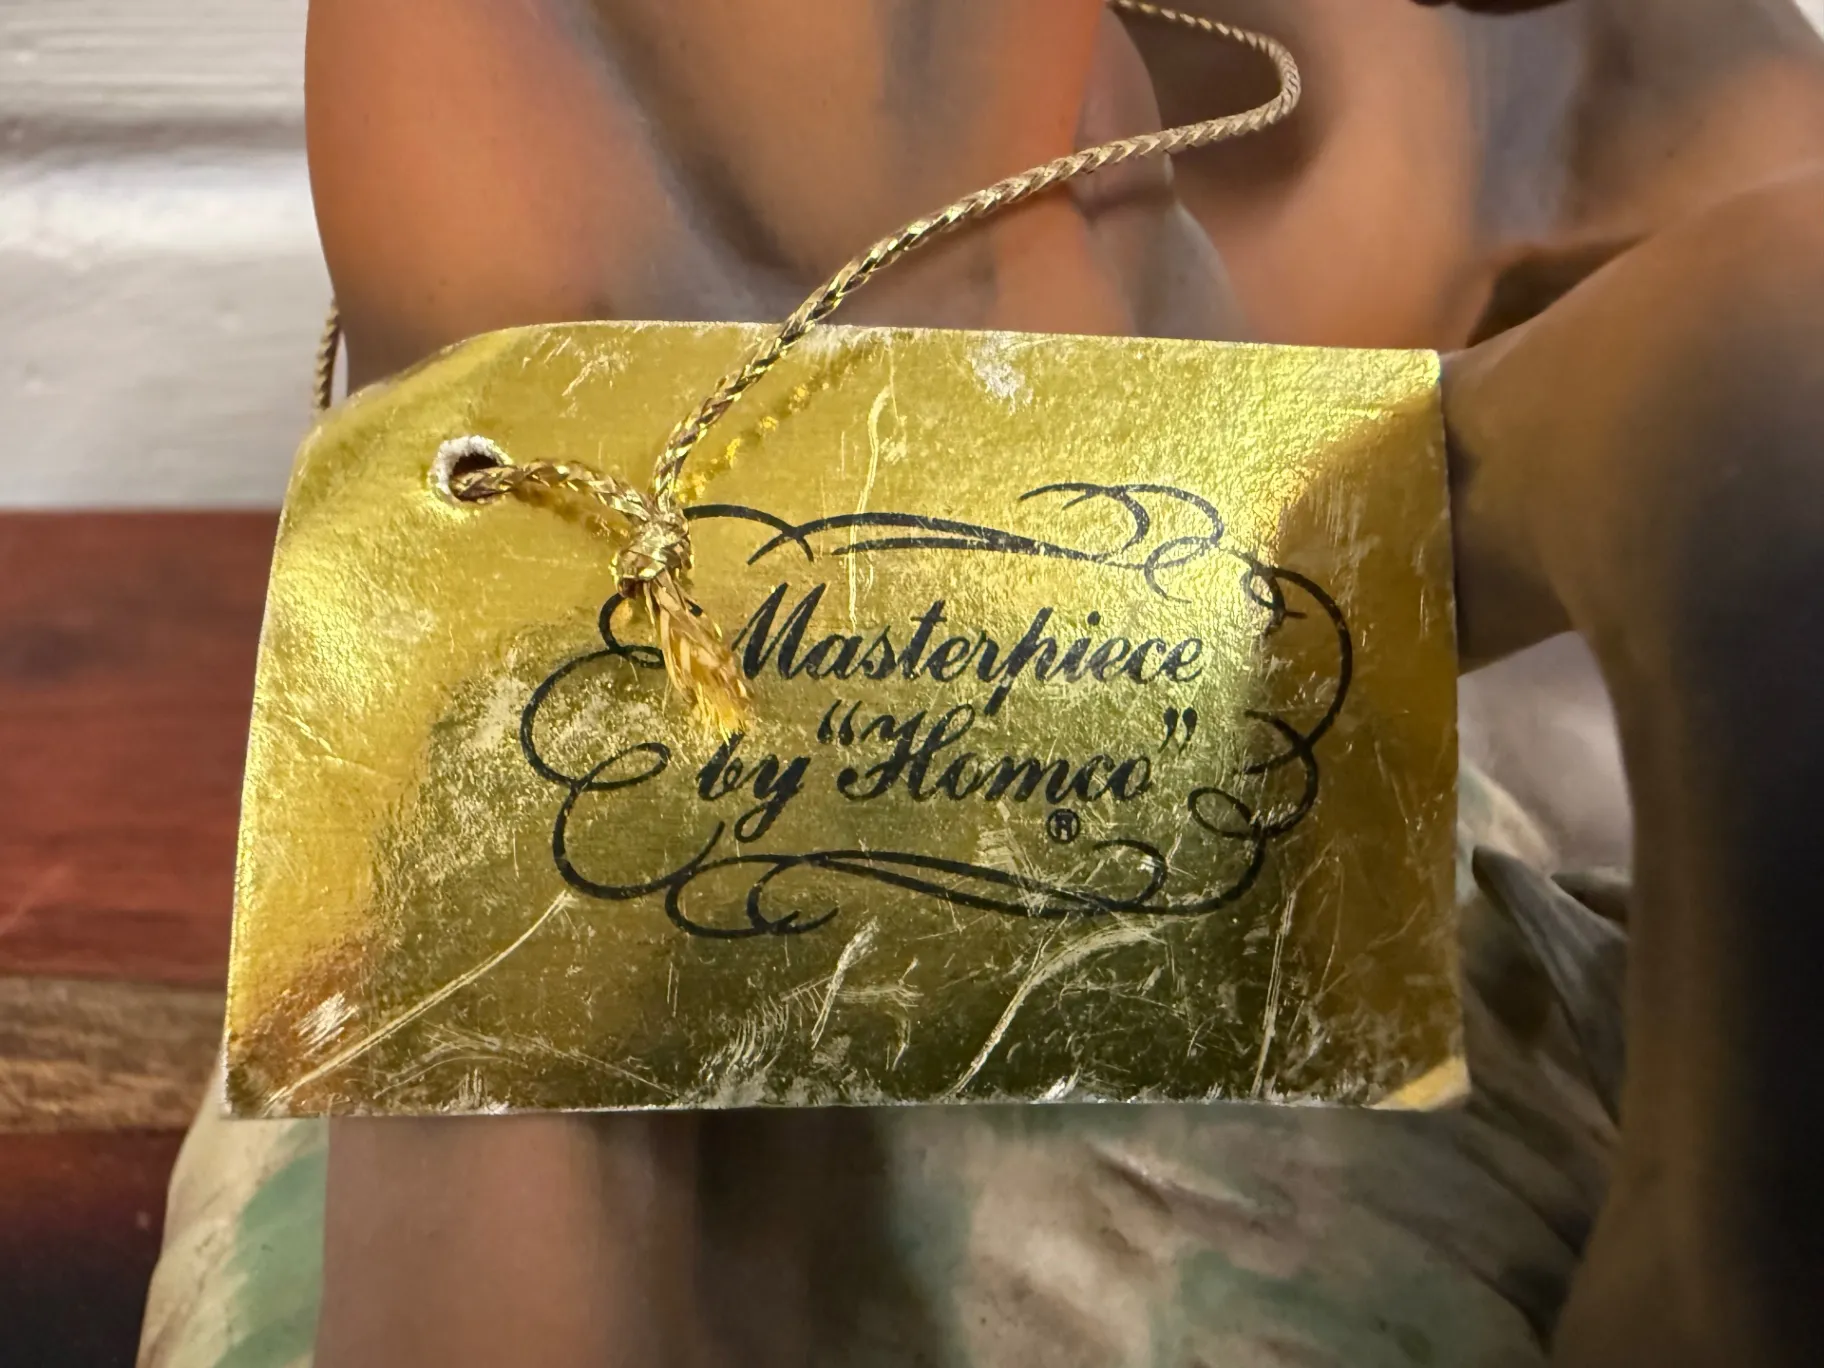 Masterpiece
by “Homco”
®